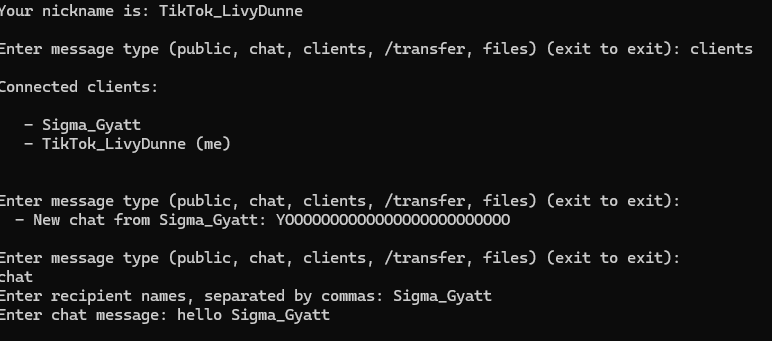 Your nickname is: TikTok_LivyDunne
Enter message type (public, chat, clients, /transfer, files) (exit to exit): clients
Connected clients:
- Sigma_Gyatt
- TikTok_LivyDunne (me)
Enter message type (public, chat, clients, /transfer, files) (exit to exit):
- New chat from Sigma_Gyatt: YOOOOOOOOOOOOOOOOOOOOOOOOO
Enter message type (public, chat, clients, /transfer, files) (exit to exit):
chat
Enter recipient names, separated by commas: Sigma_Gyatt
Enter chat message: hello Sigma_Gyatt